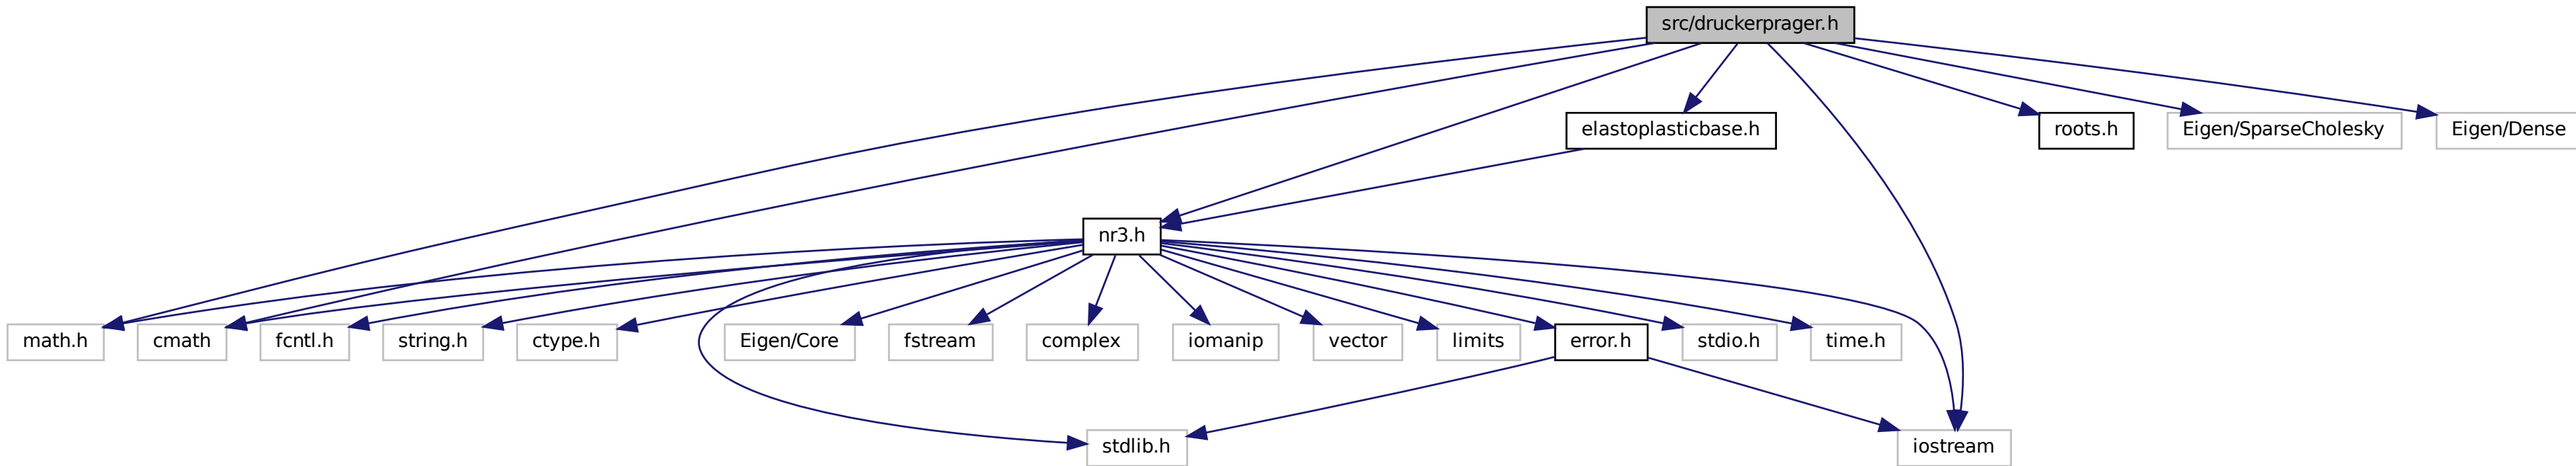 src/druckerprager.h
elastoplasticbase.h
roots.h
Eigen/SparseCholesky
Eigen/Dense
nr3.h
math.h
cmath
fcntl.h
string.h
ctype.h
Eigen/Core
fstream
complex
iomanip
vector
limits
error.h
stdio.h
time.h
stdlib.h
iostream